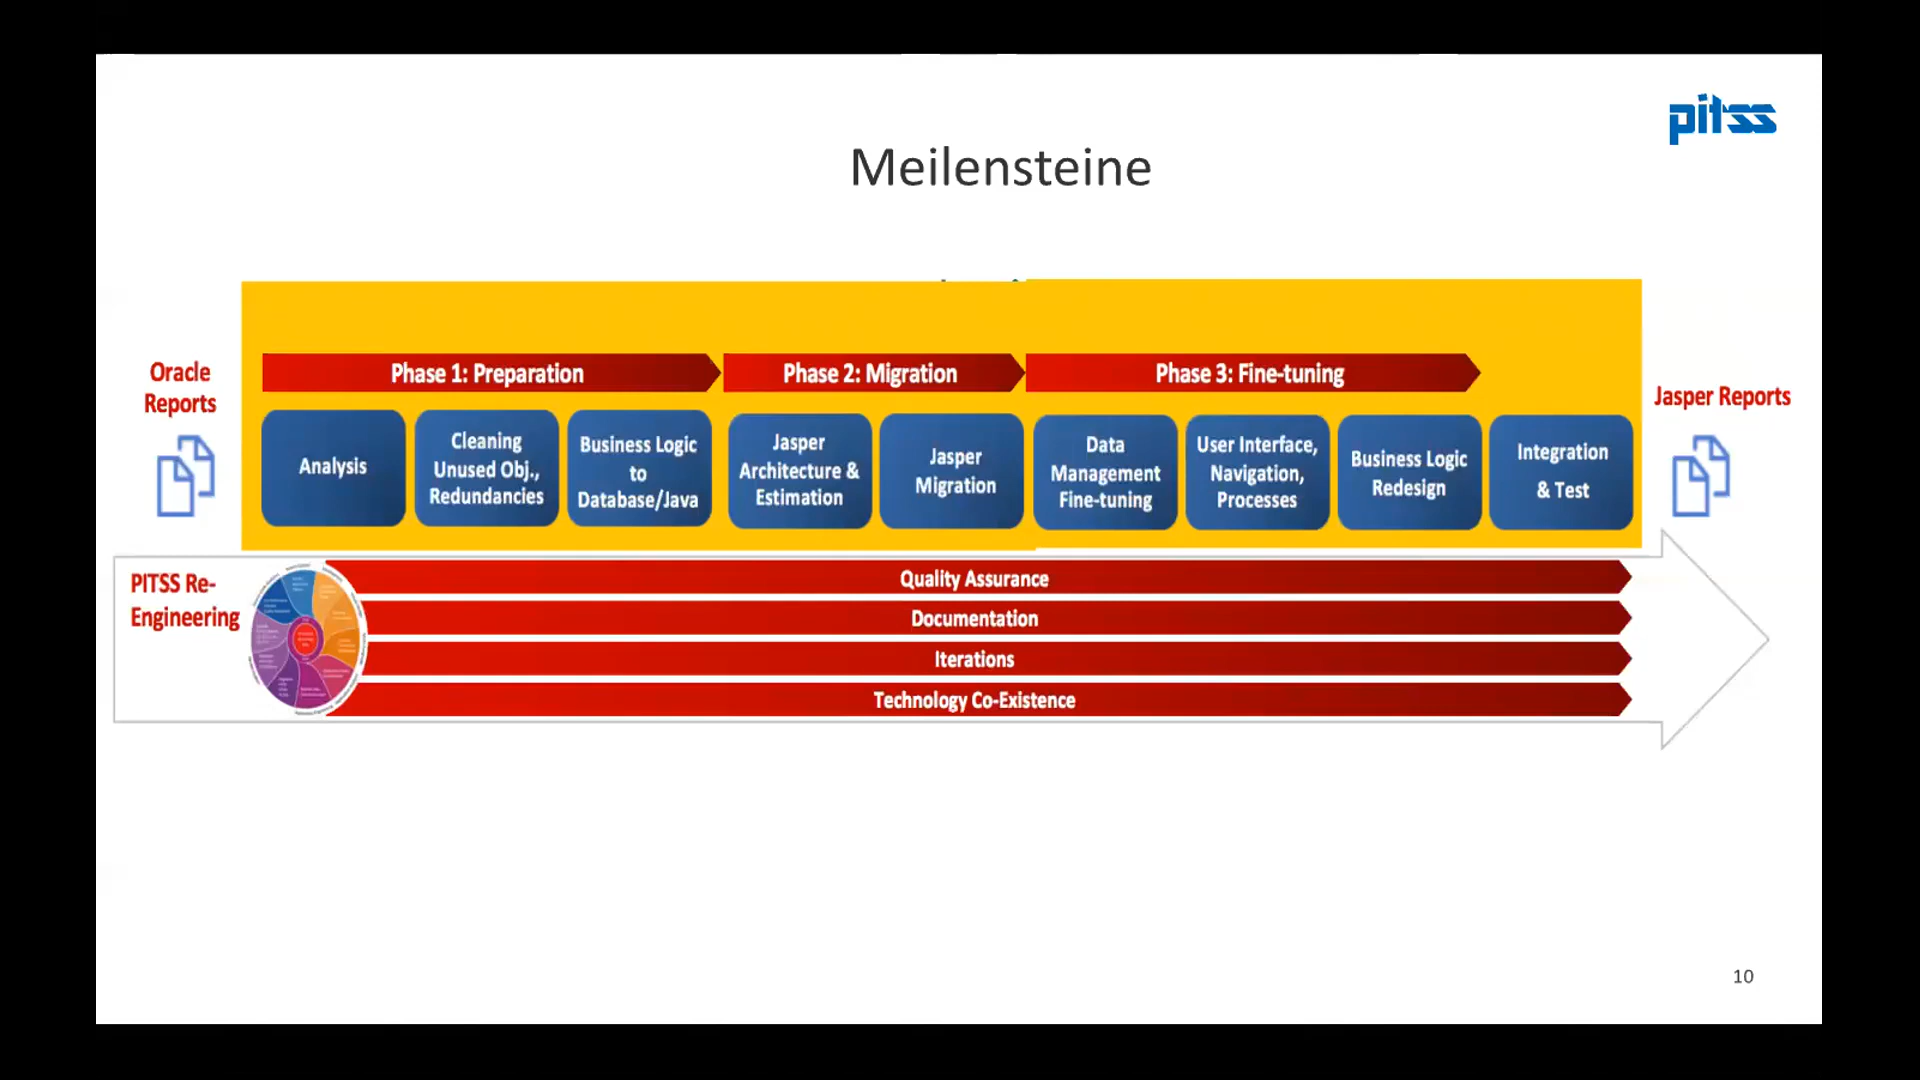 pitss
Meilensteine
Oracle
Reports
Phase 1: Preparation
Phase 2: Migration
Phase 3: Fine-tuning
Jasper Reports
Analysis
Cleaning
Unused Obj.,
Redundancies
Business Logic
to
Database/Java
Jasper
Architecture &
Estimation
Jasper
Migration
Data
Management
Fine-tuning
User Interface,
Navigation,
Processes
Business Logic
Redesign
Integration
& Test
PITSS Re-
Engineering
Quality Assurance
Documentation
Iterations
Technology Co-Existence
10